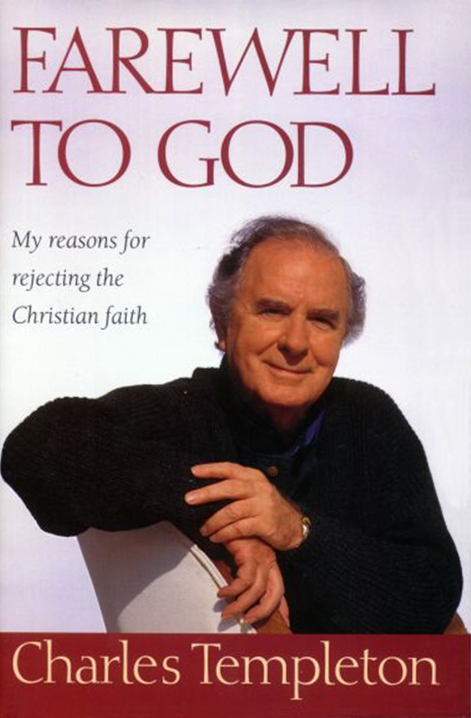 FAREWELL
TO GOD
My reasons for
rejecting the
Christian faith
Charles Templeton